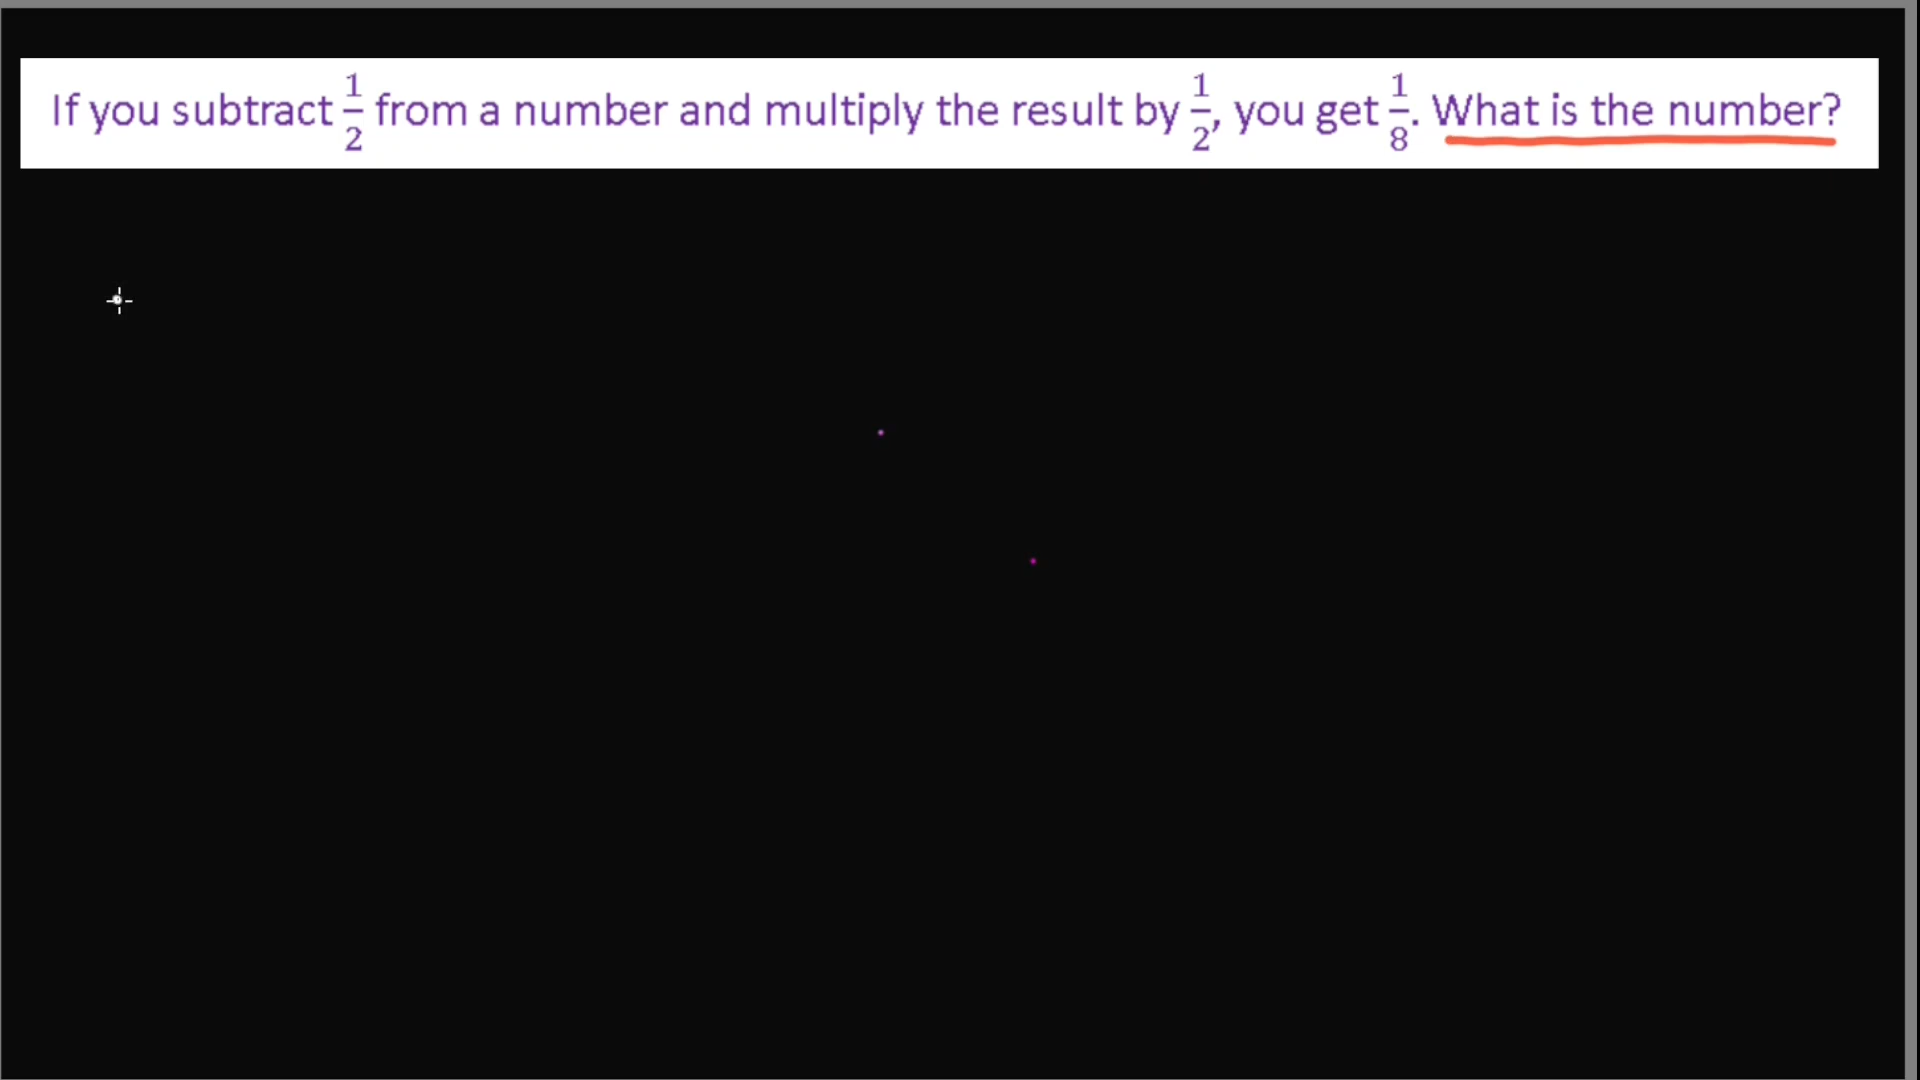 If you subtract 1/2 from a number and multiply the result by 1/2, you get 1/8. What is the number?